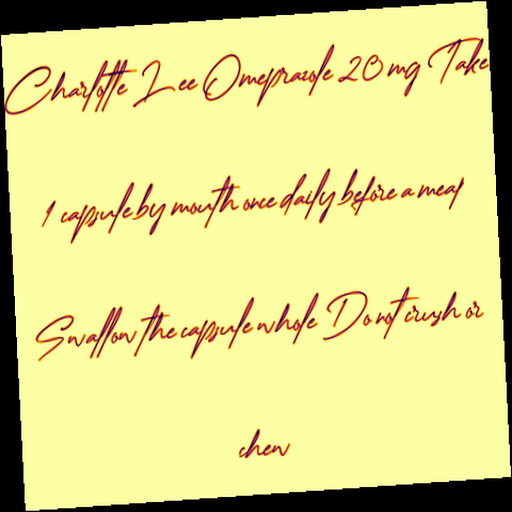 Charlotte Lee Omeprazole 20 mg Take
1 capsule by mouth once daily before a meal
Swallow the capsule whole Do not crush or
chew